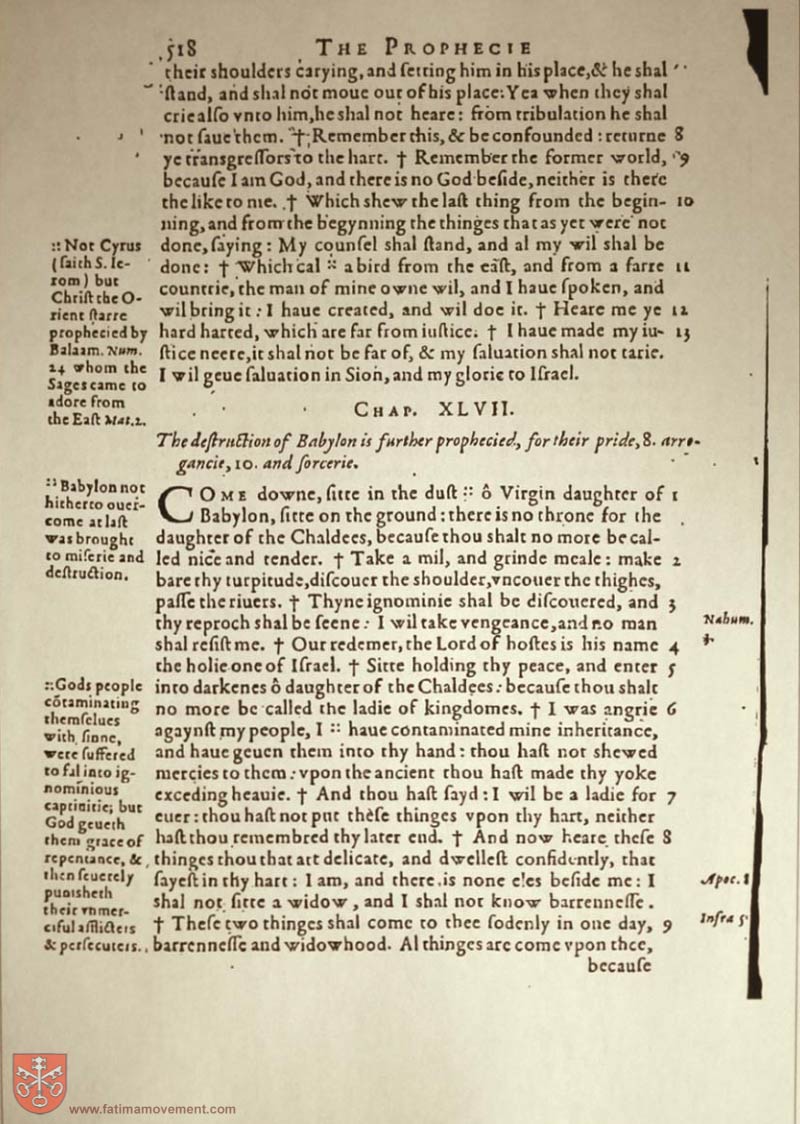 518 THE PROPHECIE
their shoulders carying, and setting him in his place, & he shal
stand, and shal not moue out of his place. Yea when they shal
crie also vnto him, he shal not heare: from tribulation he shal
not saue them. † Remember this, & be confounded: returne 8
ye transgressors to the hart. † Remember the former world, 9
because I am God, and there is no God beside, neither is there
the like to me. † Which shew the last thing from the begin- 10
ning, and from the begynning the thinges that as yet were not
done, saying: My counsel shal stand, and al my wil shal be
done: † Which cal :: a bird from the east, and from a farre 11
countrie, the man of mine owne wil, and I haue spoken, and
wil bring it: I haue created, and wil doe it. † Heare me ye 12
hard harted, which are far from iustice. † I haue made my iu- 13
stice neere, it shal not be far of, & my saluation shal not tarie.
I wil geue saluation in Sion, and my glorie to Israel.
:: Not Cyrus
(saith S. Ie-
rom) but
Christ the O-
rient starre
prophecied by
Balaam. Num.
24 whom the
Sages came to
adore from
the East Mat. 2.
CHAP. XLVII.
The destruction of Babylon is further prophecied, for their pride, 8. arro-
gancie, 10. and sorcerie.
COME downe, sitte in the dust :: ô Virgin daughter of 1
Babylon, sitte on the ground: there is no throne for the
daughter of the Chaldees, because thou shalt no more be cal-
led nice and tender. † Take a mil, and grinde meale: make 2
bare thy turpitude, discouer the shoulder, vncouer the thighes,
passe the riuers. † Thyne ignominie shal be discouered, and 3
thy reproch shal be seene: I wil take vengeance, and no man
shal resist me. † Our redemer, the Lord of hostes is his name 4
the holie one of Israel. † Sitte holding thy peace, and enter 5
into darkenes ô daughter of the Chaldees: because thou shalt
no more be called the ladie of kingdomes. † I was angrie 6
agaynst my people, I :: haue contaminated mine inheritance,
and haue geuen them into thy hand: thou hast not shewed
mercies to them: vpon the ancient thou hast made thy yoke
exceding heauie. † And thou hast sayd: I wil be a ladie for 7
euer: thou hast not put these thinges vpon thy hart, neither
hast thou remembred thy later end. † And now heare these 8
thinges thou that art delicate, and dwellest confidently, that
sayest in thy hart: I am, and there is none eles beside me: I
shal not sitte a widow, and I shal not know barrennesse.
† These two thinges shal come to thee sodenly in one day, 9
barrennesse and widowhood. Al thinges are come vpon thee,
because
:: Babylon not
hitherto ouer-
come at last
was brought
to miserie and
destruction.
:: Gods people
cōtaminating
themselues
with sinne,
were suffered
to fal into ig-
nominious
captiuitie; but
God geueth
them grace of
repentance, &
then seuerely
punisheth
their vnmer-
ciful afflicters
& persecuters.
Nahum.
Apoc.
Infra
www.fatimamovement.com